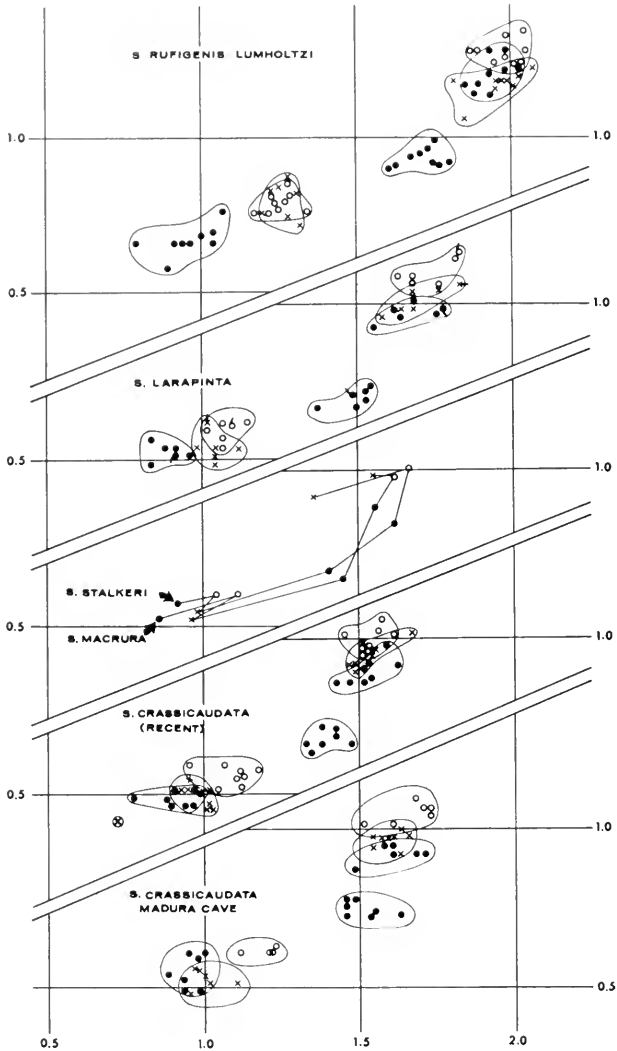 S RUFIGENIS LUMHOLTZI
1.0
1.0
0.5
1.0
S. LARAPINTA
0.5
1.0
S. STALKERI
0.5
S. MACRURA
1.0
S. CRASSICAUDATA
(RECENT)
0.5
1.0
S. CRASSICAUDATA
MADURA CAVE
0.5
0.5
1.0
1.5
2.0